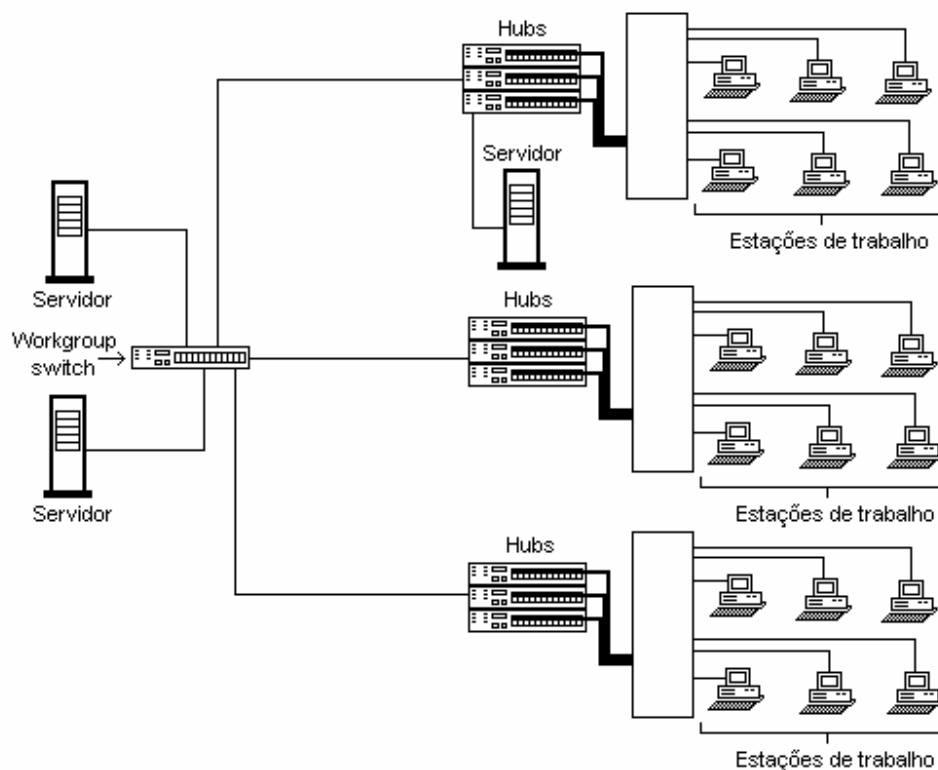 Hubs
Servidor
Estações de trabalho
Servidor
Hubs
Workgroup
switch
Servidor
Estações de trabalho
Hubs
Estações de trabalho